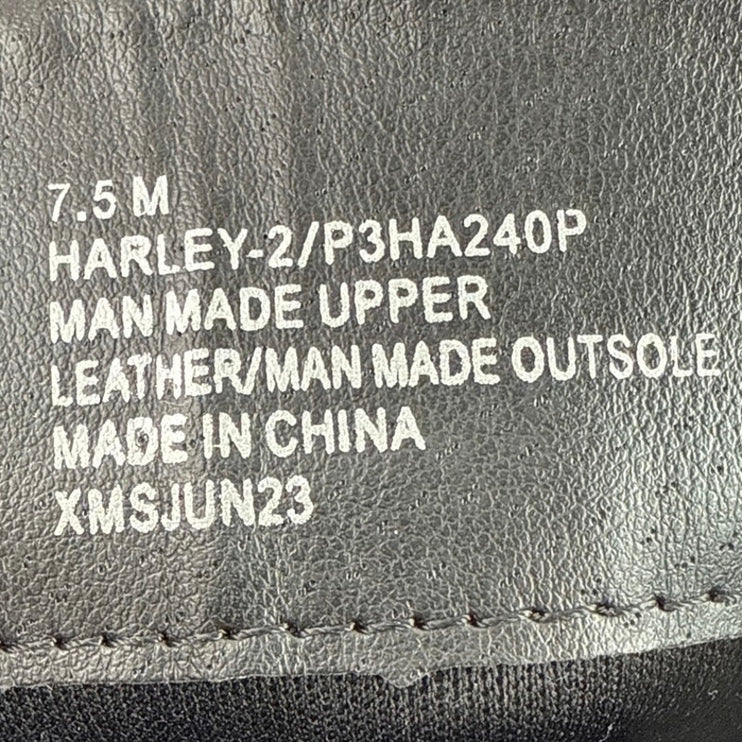 7.5 M
HARLEY-2/P3HA240P
MAN MADE UPPER
LEATHER/MAN MADE OUTSOLE
MADE IN CHINA
XMSJUN23